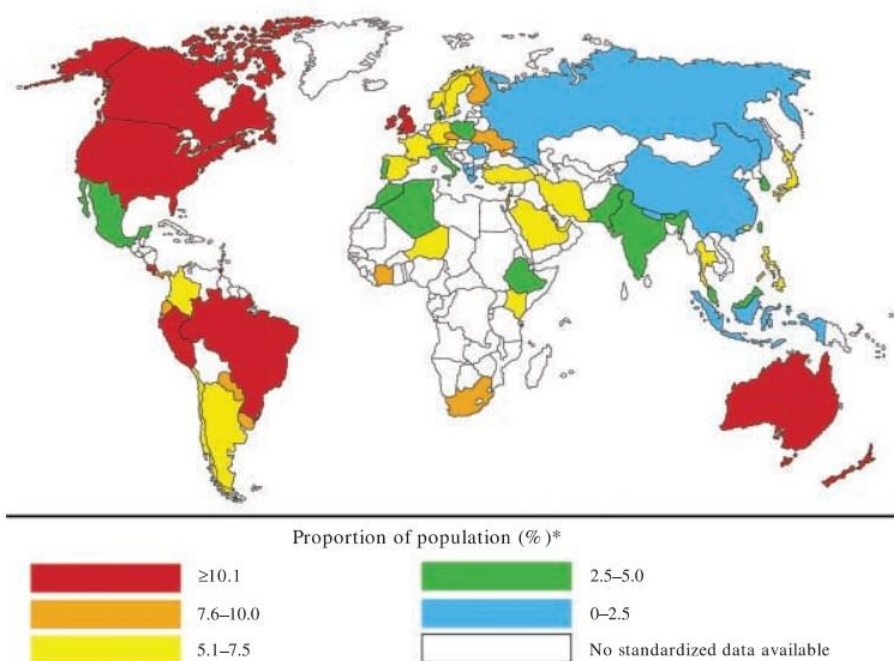 Proportion of population (%)*
≥10.1
2.5–5.0
7.6–10.0
0–2.5
5.1–7.5
No standardized data available